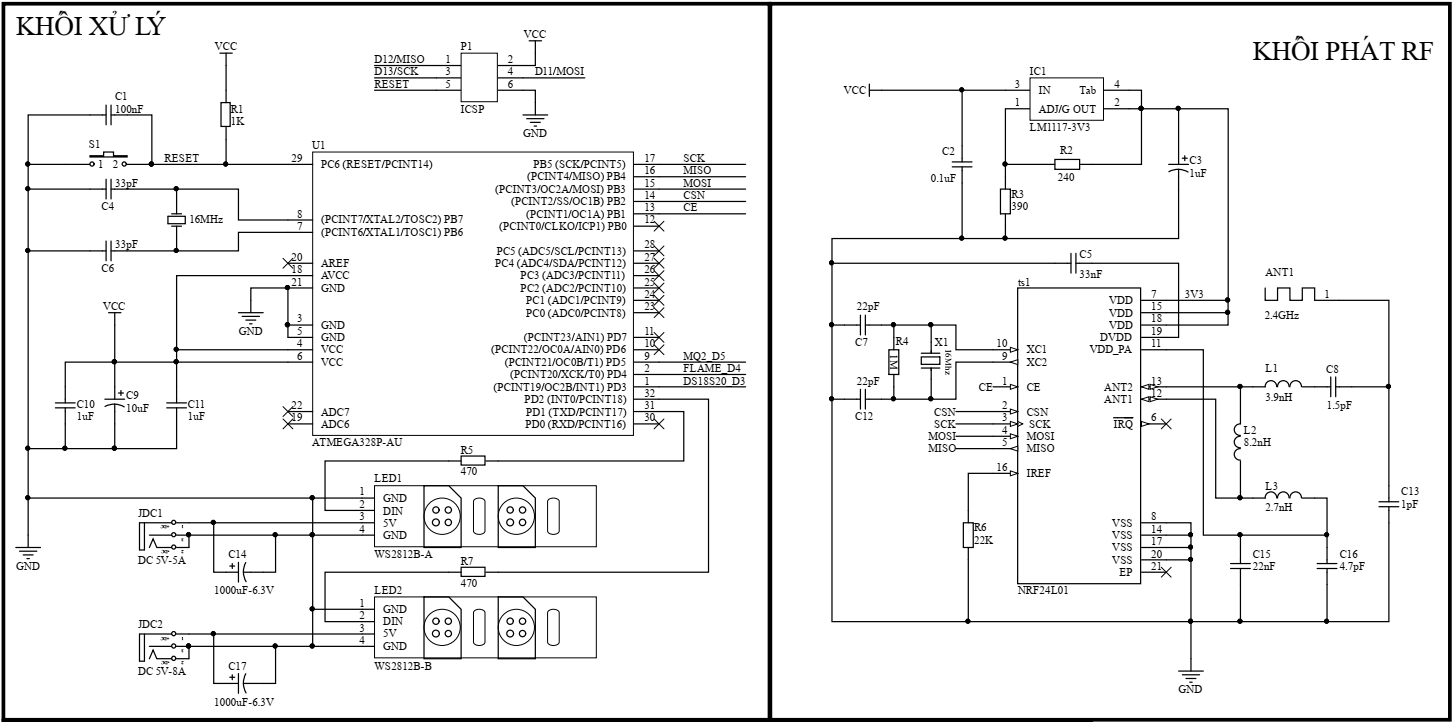 KHỐI XỬ LÝ
VCC
C1
100nF
R1
1K
S1
1 2
RESET
P1
D12/MISO 1
D13/SCK 3
RESET 5
2
4 D11/MOSI
6
VCC
GND
ICSP
U1
29 PC6 (RESET/PCINT14)
33pF
C4
16MHz
33pF
C6
8 (PCINT7/XTAL2/TOSC2) PB7
7 (PCINT6/XTAL1/TOSC1) PB6
20 AREF
18 AVCC
21 GND
GND
3 GND
5 GND
4 VCC
6 VCC
22 ADC7
19 ADC6
VCC
C10
1uF
C9
10uF
C11
1uF
PB5 (SCK/PCINT5) 17 SCK
(PCINT4/MISO) PB4 16 MISO
(PCINT3/OC2A/MOSI) PB3 15 MOSI
(PCINT2/SS/OC1B) PB2 14 CSN
(PCINT1/OC1A) PB1 13 CE
(PCINT0/CLKO/ICP1) PB0 12
PC5 (ADC5/SCL/PCINT13) 28
PC4 (ADC4/SDA/PCINT12) 27
PC3 (ADC3/PCINT11) 26
PC2 (ADC2/PCINT10) 25
PC1 (ADC1/PCINT9) 24
PC0 (ADC0/PCINT8) 23
(PCINT23/AIN1) PD7 11
(PCINT22/OC0A/AIN0) PD6 10
(PCINT21/OC0B/T1) PD5 9 MQ2_D5
(PCINT20/XCK/T0) PD4 2 FLAME_D4
(PCINT19/OC2B/INT1) PD3 1 DS18S20_D3
PD2 (INT0/PCINT18) 32
PD1 (TXD/PCINT17) 31
PD0 (RXD/PCINT16) 30
ATMEGA328P-AU
R5
470
LED1
1 GND
2 DIN
3 5V
4 GND
WS2812B-A
JDC1
DC 5V-5A
C14
1000uF-6.3V
GND
R7
470
LED2
1 GND
2 DIN
3 5V
4 GND
WS2812B-B
JDC2
DC 5V-8A
C17
1000uF-6.3V
KHỐI PHÁT RF
IC1
VCC
3 IN Tab 4
1 ADJ/G OUT 2
LM1117-3V3
C2
0.1uF
R2
240
R3
390
C3
1uF
C5
33nF
ts1
ANT1
1
2.4GHz
22pF
C7
R4
1M
X1
16Mhz
22pF
C12
10 XC1
9 XC2
CE 1 CE
CSN 2 CSN
SCK 3 SCK
MOSI 4 MOSI
MISO 5 MISO
16 IREF
R6
22K
VDD 7 3V3
VDD 15
VDD 18
DVDD 19
VDD_PA 11
ANT2 13
ANT1 12
IRQ 6
VSS 8
VSS 14
VSS 17
VSS 20
EP 21
NRF24L01
L1
3.9nH
C8
1.5pF
L2
8.2nH
L3
2.7nH
C13
1pF
C15
22nF
C16
4.7pF
GND